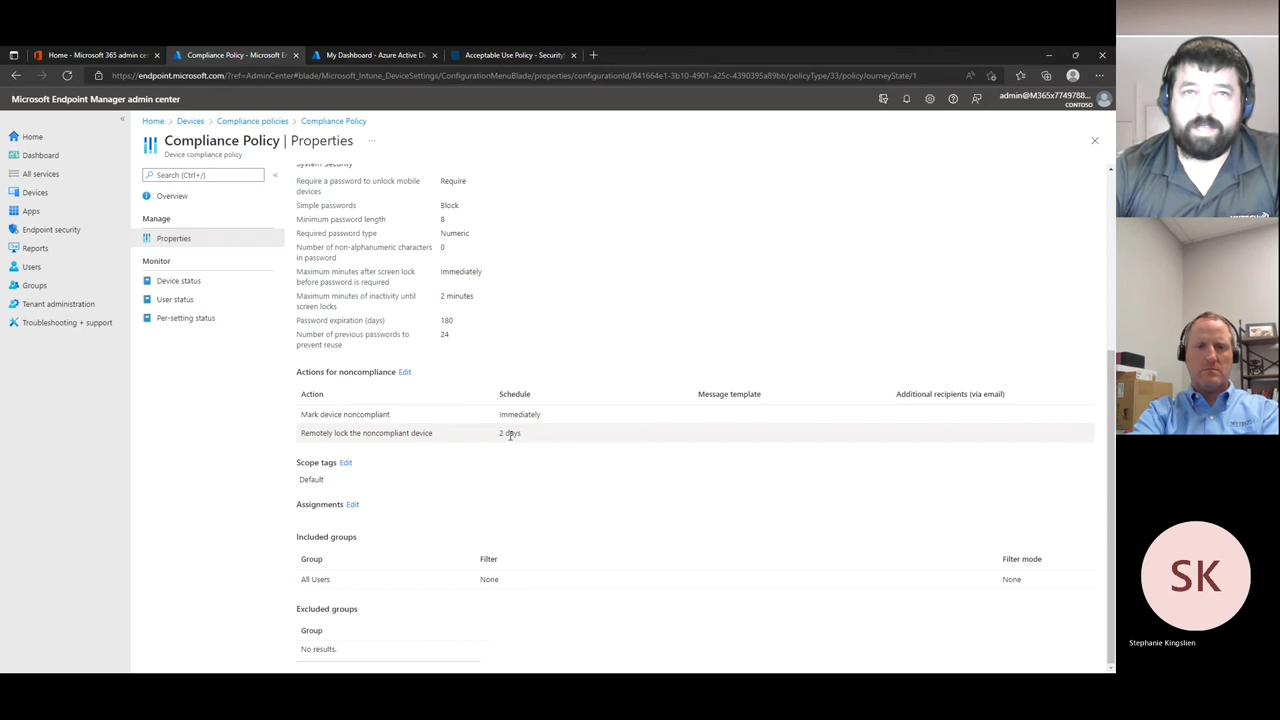 Home - Microsoft 365 admin ce
Compliance Policy - Microsoft E
My Dashboard - Azure Active Di
Acceptable Use Policy - SecurityS
https://endpoint.microsoft.com/?ref=AdminCenter#blade/Microsoft_Intune_DeviceSettings/ConfigurationMenuBlade/properties/configurationId/841664e1-3b10-4901-a25c-4390395a89bb/policyType/33/policyJourneyState/1
Microsoft Endpoint Manager admin center
admin@M365x7749788...
CONTOSO
Home
Dashboard
All services
Devices
Apps
Endpoint security
Reports
Users
Groups
Tenant administration
Troubleshooting + support
Home > Devices > Compliance policies > Compliance Policy
Compliance Policy | Properties ...
Device compliance policy
Search (Ctrl+/)
Overview
Manage
Properties
Monitor
Device status
User status
Per-setting status
System Security
Require a password to unlock mobile devices Require
Simple passwords Block
Minimum password length 8
Required password type Numeric
Number of non-alphanumeric characters in password 0
Maximum minutes after screen lock before password is required Immediately
Maximum minutes of inactivity until screen locks 2 minutes
Password expiration (days) 180
Number of previous passwords to prevent reuse 24
Actions for noncompliance Edit
Action Schedule Message template Additional recipients (via email)
Mark device noncompliant Immediately
Remotely lock the noncompliant device 2 days
Scope tags Edit
Default
Assignments Edit
Included groups
Group Filter Filter mode
All Users None None
Excluded groups
Group
No results.
SK
Stephanie Kingslien